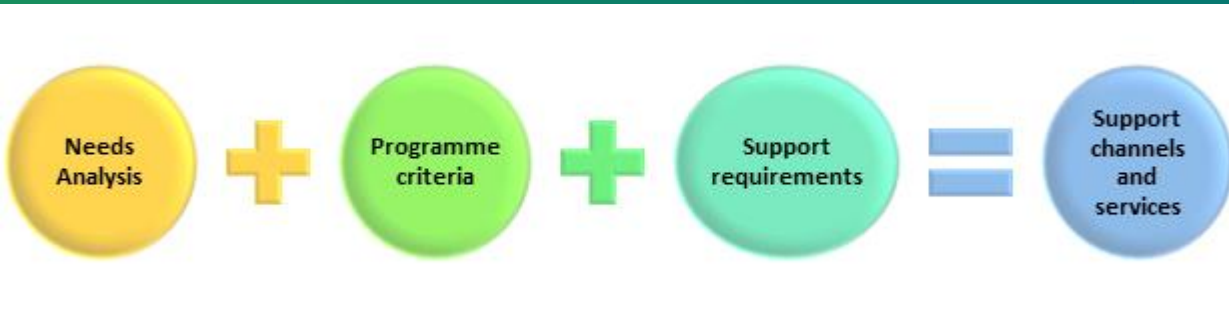 Needs
Analysis
Programme
criteria
Support
requirements
Support
channels
and
services